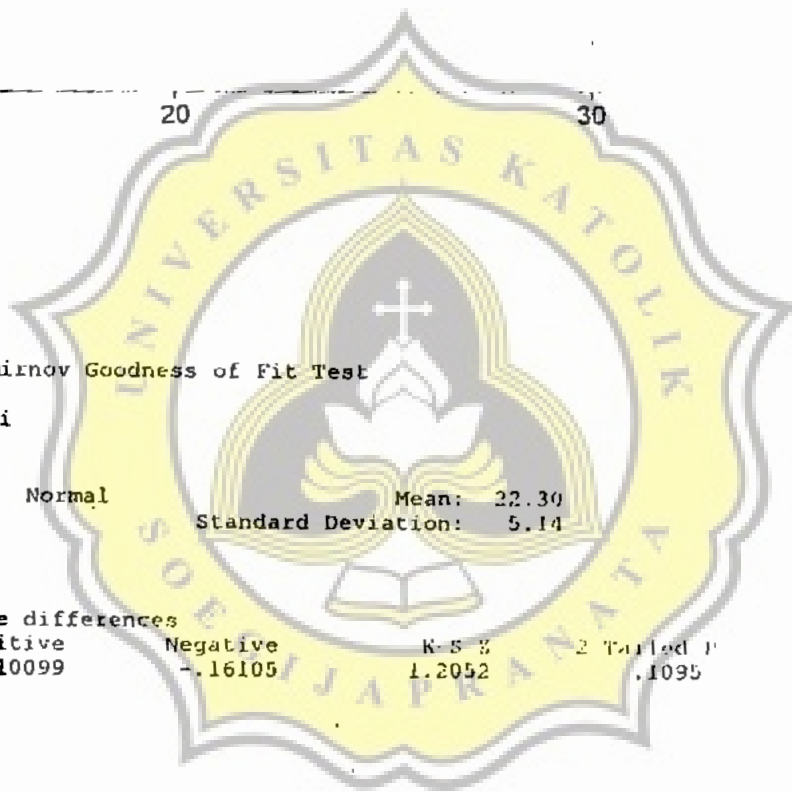 20 30
UNIVERSITAS KATOLIK
irnov Goodness of Fit Test
i
Normal Mean: 22.30
Standard Deviation: 5.14
e differences
itive Negative K-S Z 2 Tailed P
10099 -.16105 1.2052 .1095
SOEGIJAPRANATA